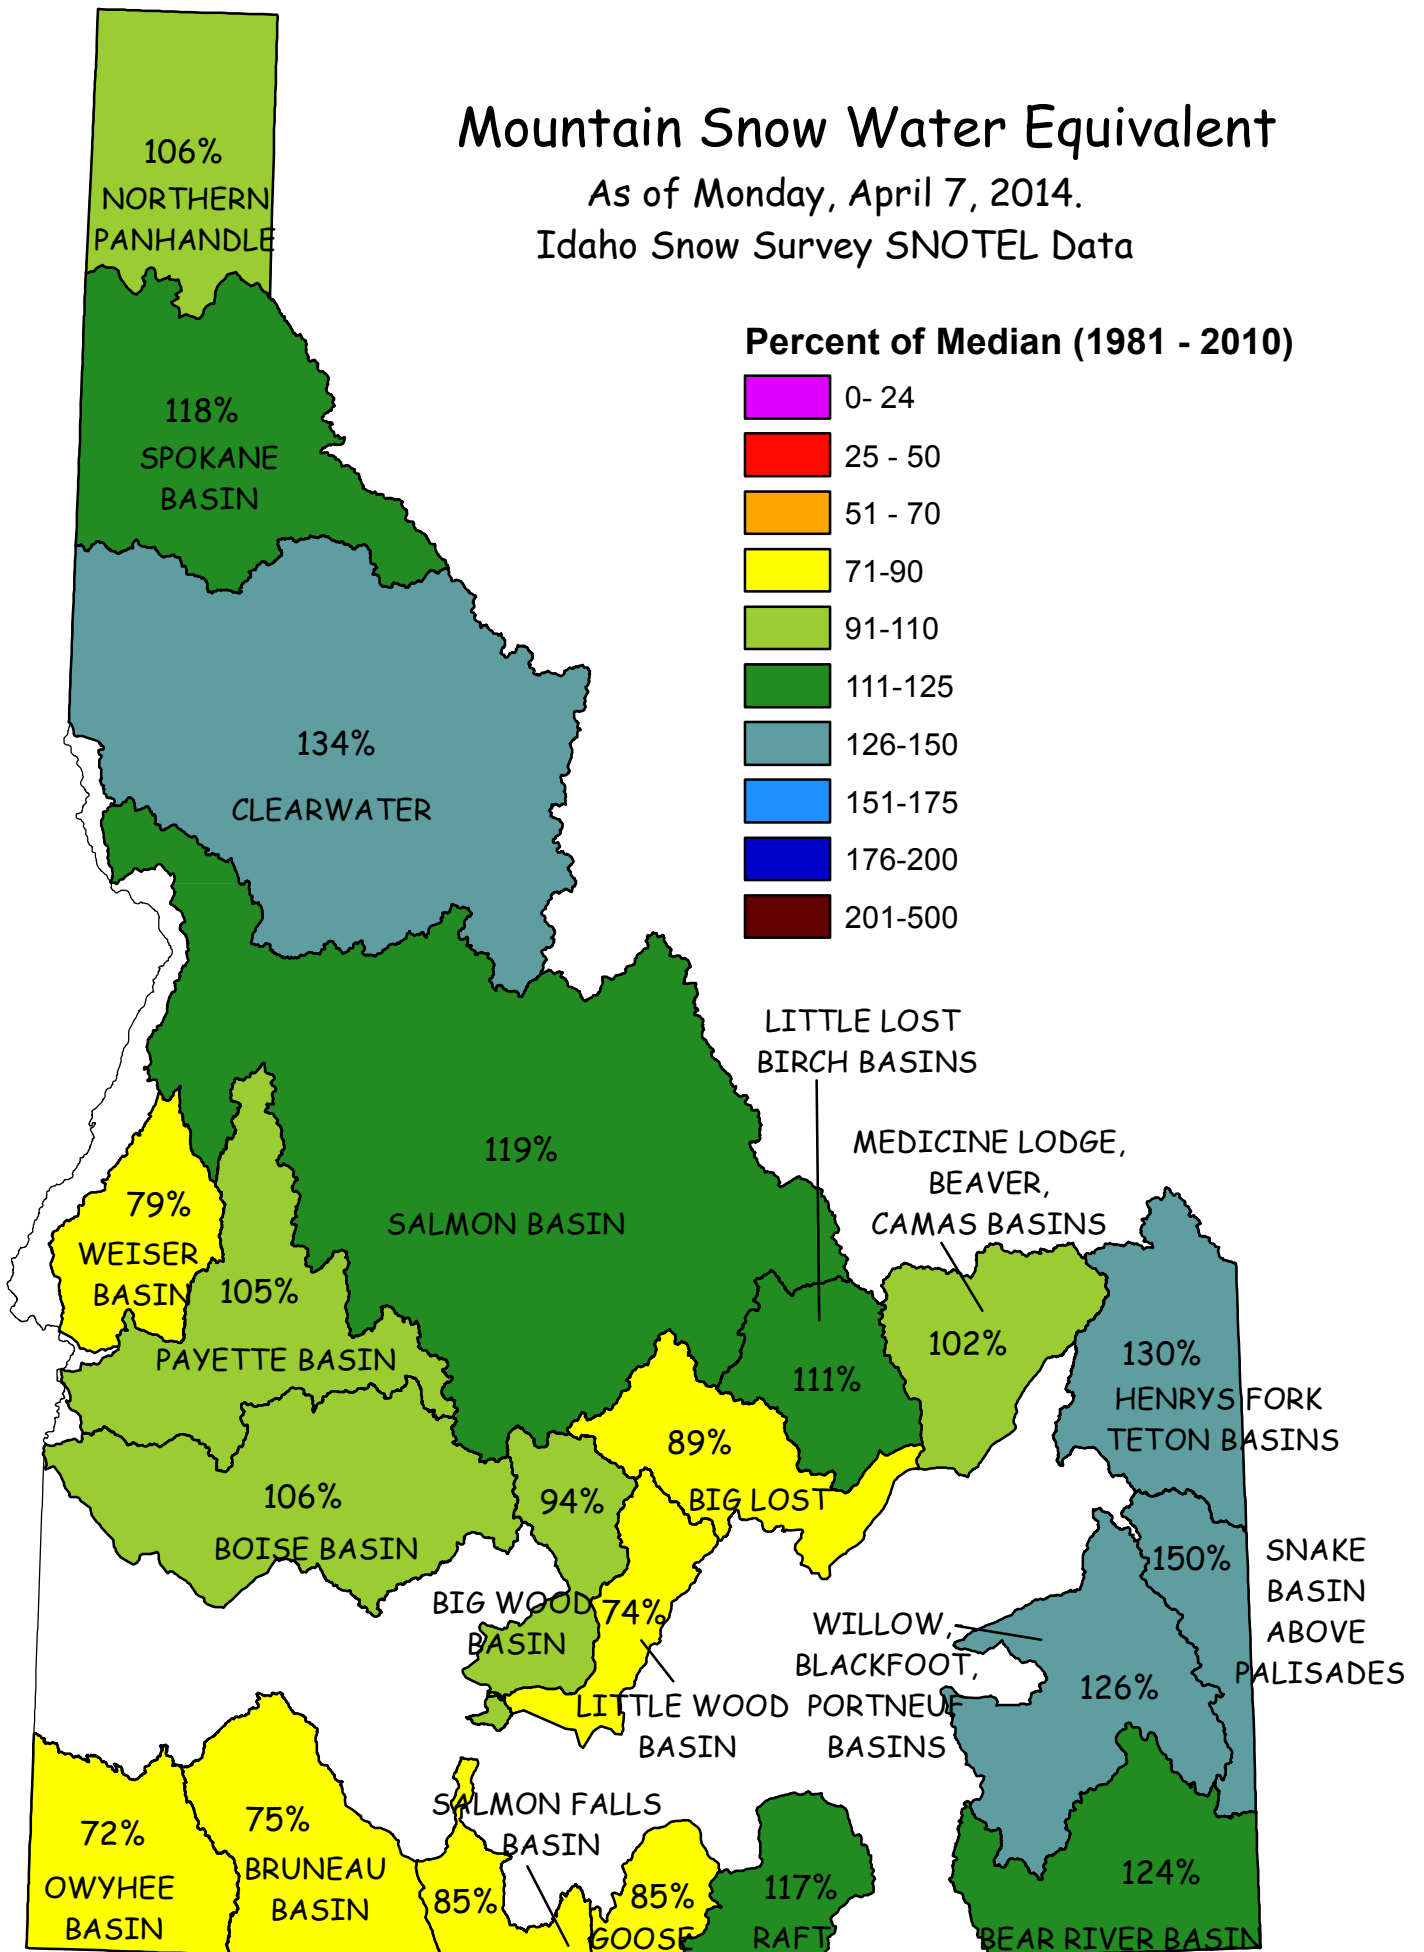 Mountain Snow Water Equivalent
As of Monday, April 7, 2014.
Idaho Snow Survey SNOTEL Data
Percent of Median (1981 - 2010)
0- 24
25 - 50
51 - 70
71-90
91-110
111-125
126-150
151-175
176-200
201-500
106%
NORTHERN
PANHANDLE
118%
SPOKANE
BASIN
134%
CLEARWATER
119%
SALMON BASIN
LITTLE LOST
BIRCH BASINS
111%
MEDICINE LODGE,
BEAVER,
CAMAS BASINS
102%
79%
WEISER
BASIN
105%
PAYETTE BASIN
130%
HENRYS FORK
TETON BASINS
89%
BIG LOST
106%
BOISE BASIN
94%
BIG WOOD
BASIN
74%
LITTLE WOOD
BASIN
150%
SNAKE
BASIN
ABOVE
PALISADES
WILLOW,
BLACKFOOT,
PORTNEUF
BASINS
126%
72%
OWYHEE
BASIN
75%
BRUNEAU
BASIN
SALMON FALLS
BASIN
85%
85%
GOOSE
117%
RAFT
124%
BEAR RIVER BASIN